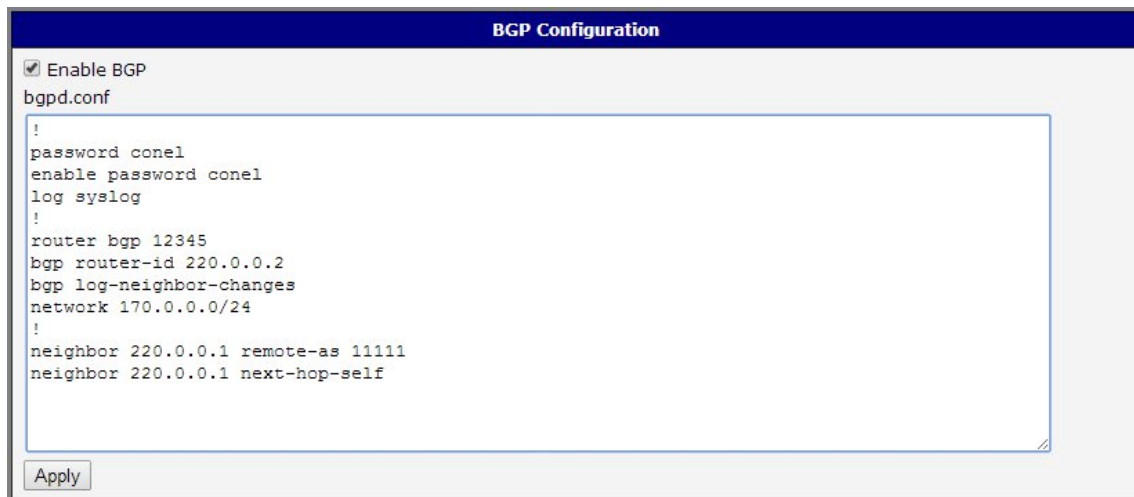 BGP Configuration
Enable BGP
bgpd.conf
!
password conel
enable password conel
log syslog
!
router bgp 12345
bgp router-id 220.0.0.2
bgp log-neighbor-changes
network 170.0.0.0/24
!
neighbor 220.0.0.1 remote-as 11111
neighbor 220.0.0.1 next-hop-self
Apply